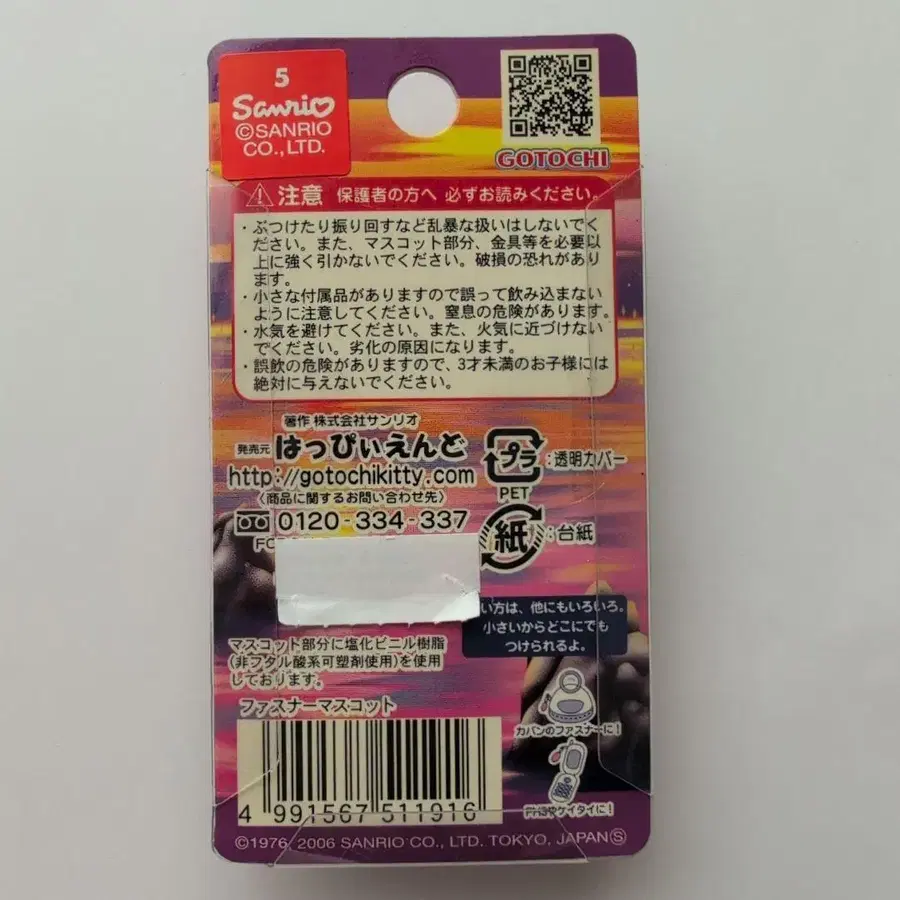 5
Sanrio
©SANRIO
CO., LTD.
GOTOCHI
注意 保護者の方へ 必ずお読みください。
・ぶつけたり振り回すなど乱暴な扱いはしないでく
ださい。また、マスコット部分、金具等を必要以
上に強く引かないでください。破損の恐れがあり
ます。
・小さな付属品がありますので誤って飲み込まない
ように注意してください。窒息の危険があります。
・水気を避けてください。また、火気に近づけない
でください。劣化の原因になります。
・誤飲の危険がありますので、3才未満のお子様には
絶対に与えないでください。
著作 株式会社サンリオ
発売元 はっぴぃえんど
http://gotochikitty.com
〈商品に関するお問い合わせ先〉
0120-334-337
プラ:透明カバー
PET
紙:台紙
い方は、他にもいろいろ。
小さいからどこにでも
つけられるよ。
マスコット部分に塩化ビニル樹脂
(非フタル酸系可塑剤使用)を使用
しております。
ファスナーマスコット
カバンのファスナーに!
PHSやケイタイに!
4 991567 511916
©1976, 2006 SANRIO CO., LTD. TOKYO, JAPAN Ⓢ